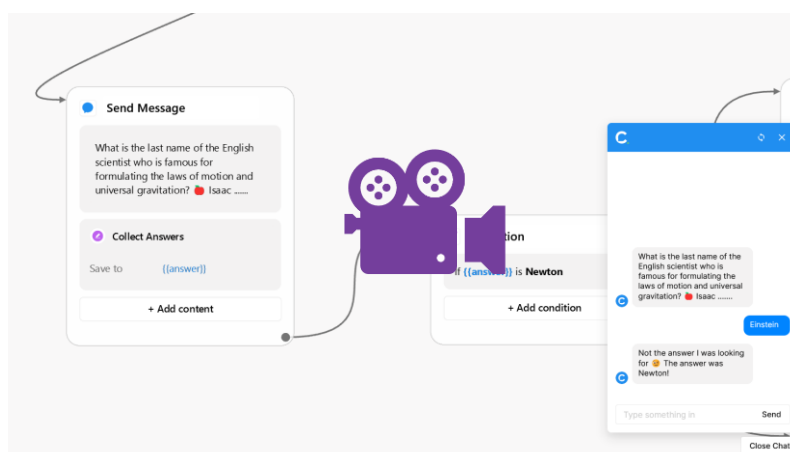 Send Message
What is the last name of the English
scientist who is famous for
formulating the laws of motion and
universal gravitation? 🍎 Isaac ......
Collect Answers
Save to {{answer}}
+ Add content
If {{answer}} is Newton
+ Add condition
C
What is the last name of the
English scientist who is
famous for formulating the
laws of motion and universal
gravitation? 🍎 Isaac .......
Einstein
Not the answer I was looking
for 🥺 The answer was
Newton!
Type something in Send
Close Chat